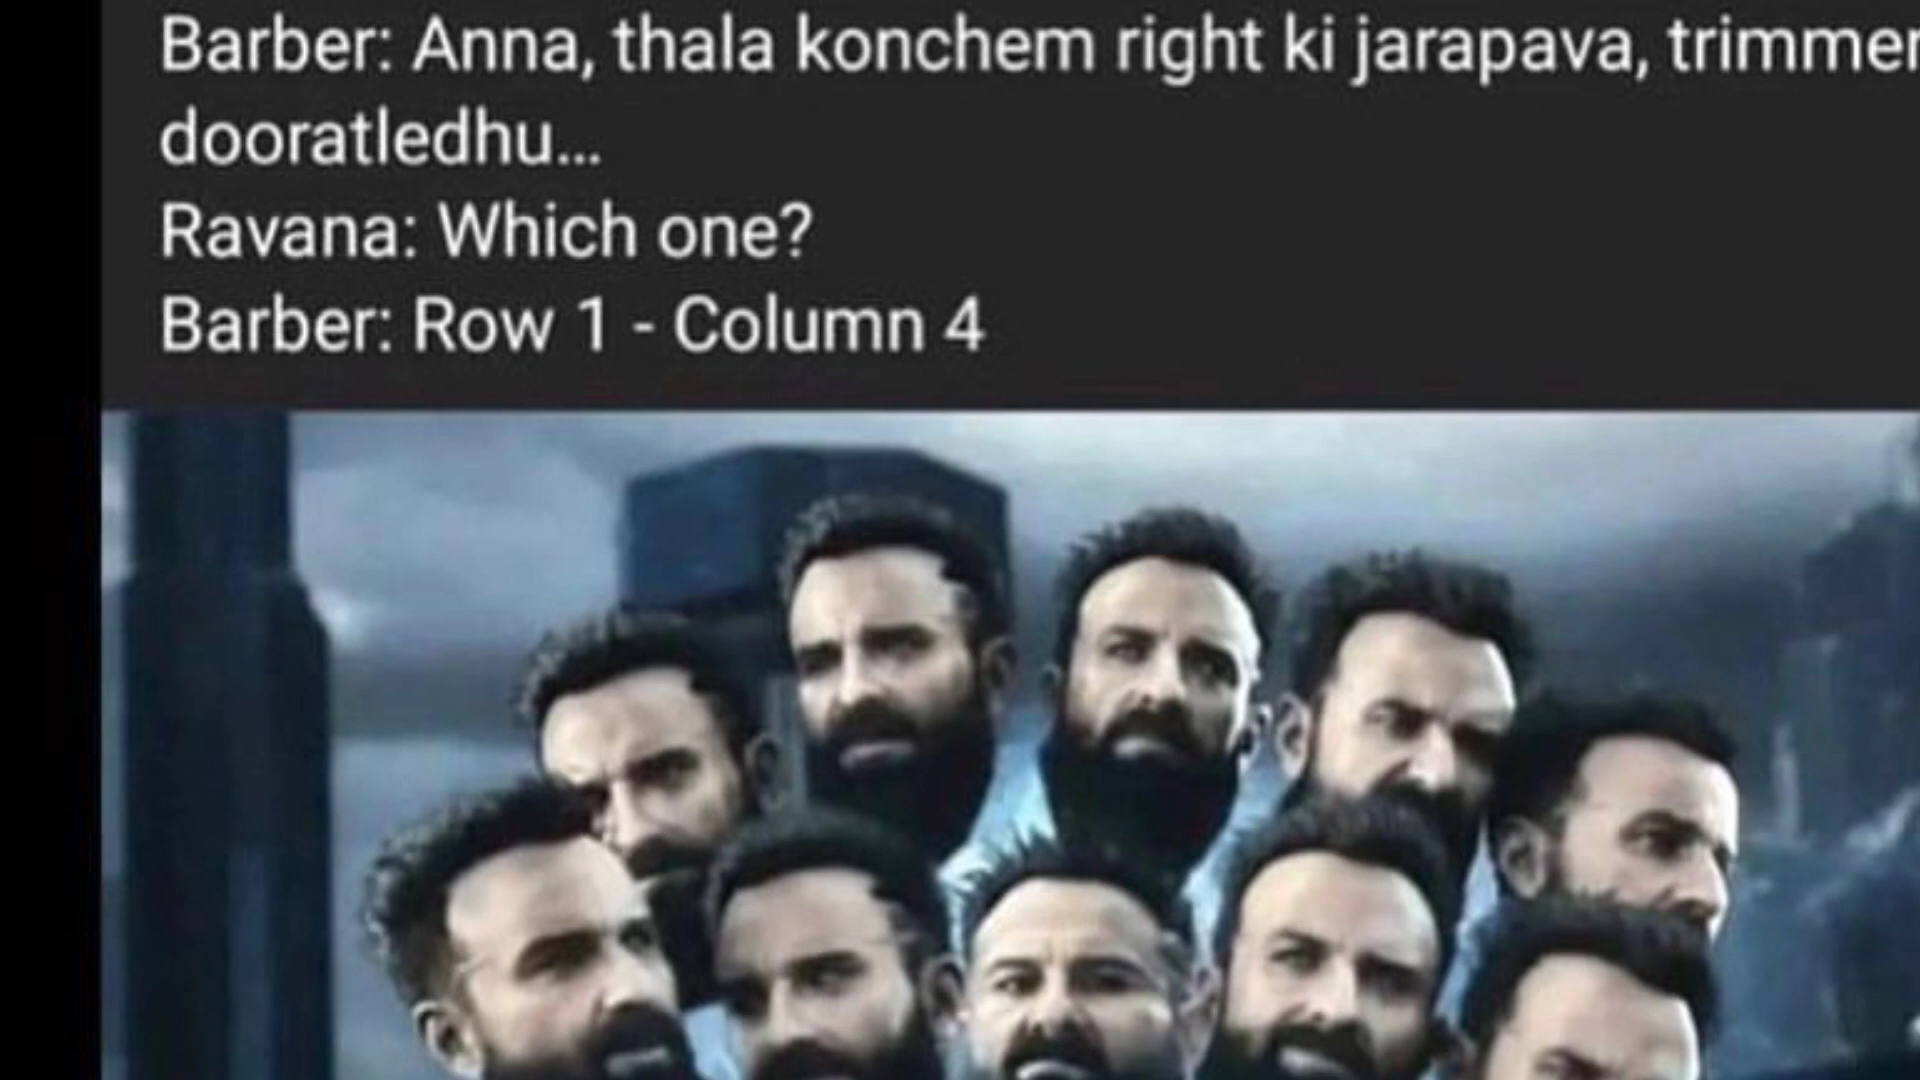 Barber: Anna, thala konchem right ki jarapava, trimmer
dooratledhu...
Ravana: Which one?
Barber: Row 1 - Column 4